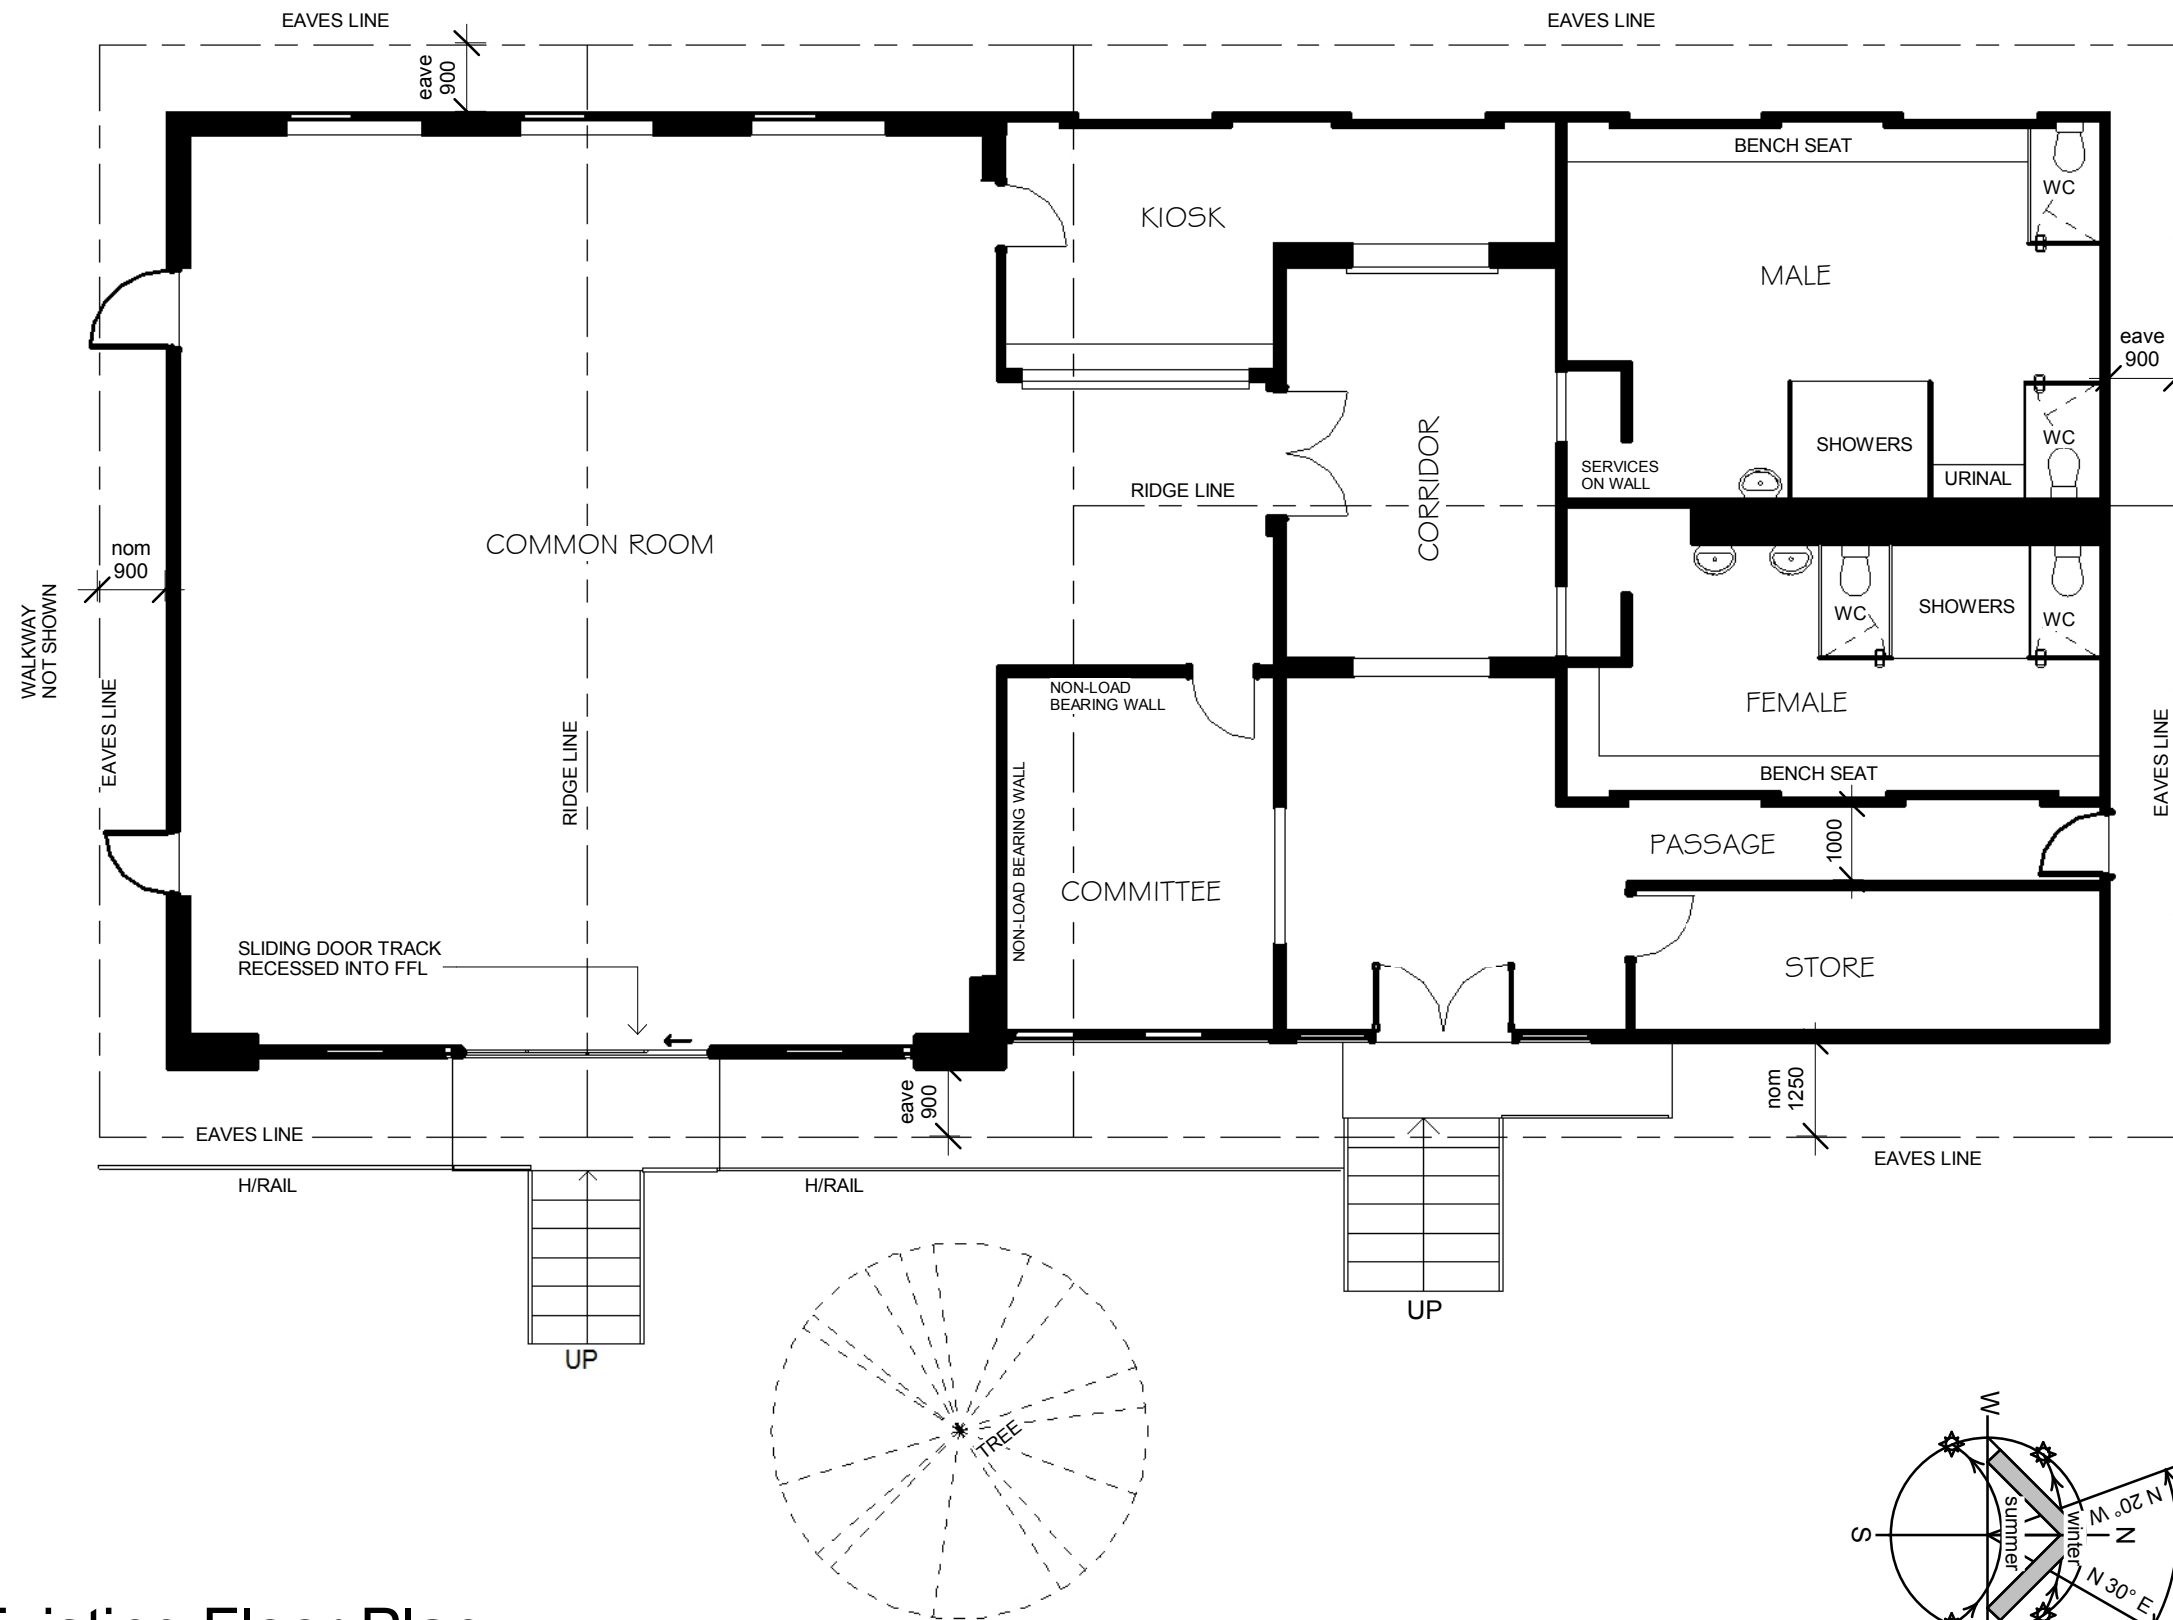 EAVES LINE
EAVES LINE
eave
900
BENCH SEAT
WC
KIOSK
MALE
eave
900
SHOWERS
WC
URINAL
SERVICES
ON WALL
CORRIDOR
RIDGE LINE
COMMON ROOM
nom
900
WALKWAY
NOT SHOWN
EAVES LINE
RIDGE LINE
WC
SHOWERS
WC
FEMALE
BENCH SEAT
EAVES LINE
NON-LOAD
BEARING WALL
NON-LOAD BEARING WALL
COMMITTEE
PASSAGE
1000
STORE
SLIDING DOOR TRACK
RECESSED INTO FFL
eave
900
nom
1250
EAVES LINE
EAVES LINE
H/RAIL
H/RAIL
UP
UP
TREE
W
S
N
summer
winter
N 20° W
N 30° E
Floor Plan